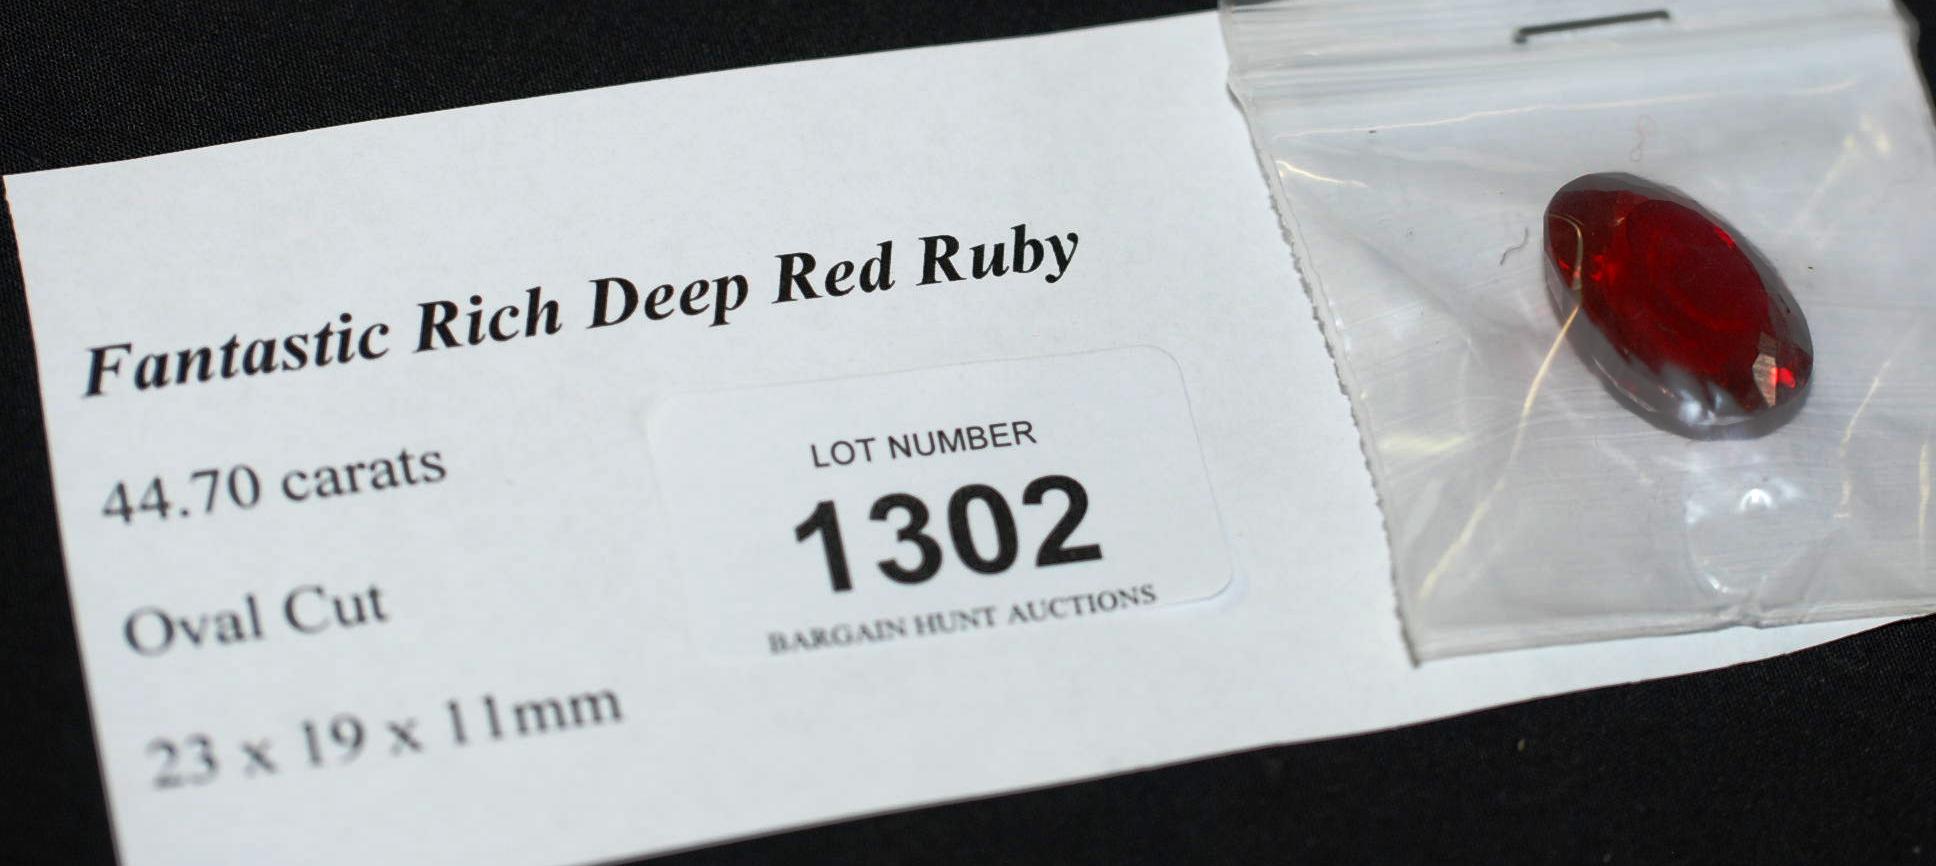 Fantastic Rich Deep Red Ruby
44.70 carats
Oval Cut
23 x 19 x 11mm
LOT NUMBER
1302
BARGAIN HUNT AUCTIONS